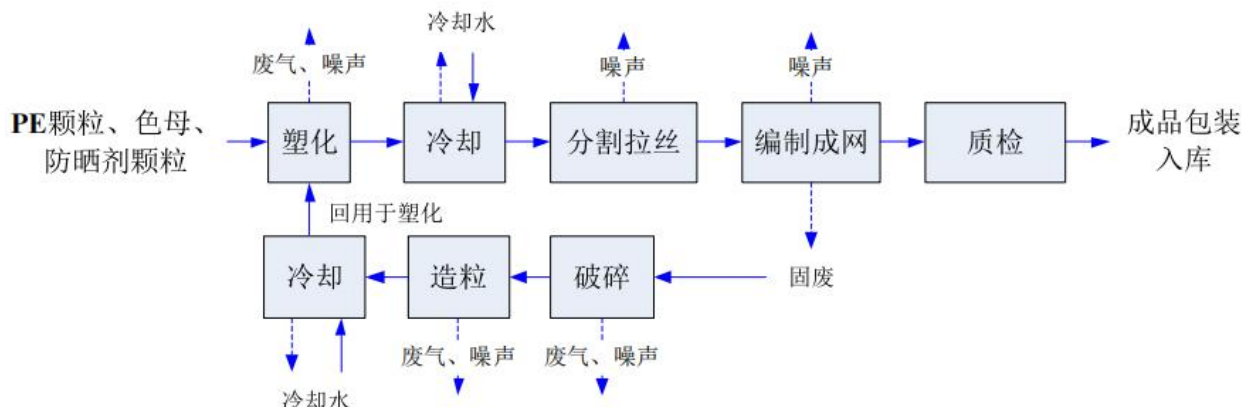 冷却水
废气、噪声
噪声
噪声
PE颗粒、色母、
防晒剂颗粒
塑化
冷却
分割拉丝
编制成网
质检
成品包装
入库
回用于塑化
冷却
造粒
破碎
固废
废气、噪声
废气、噪声
冷却水